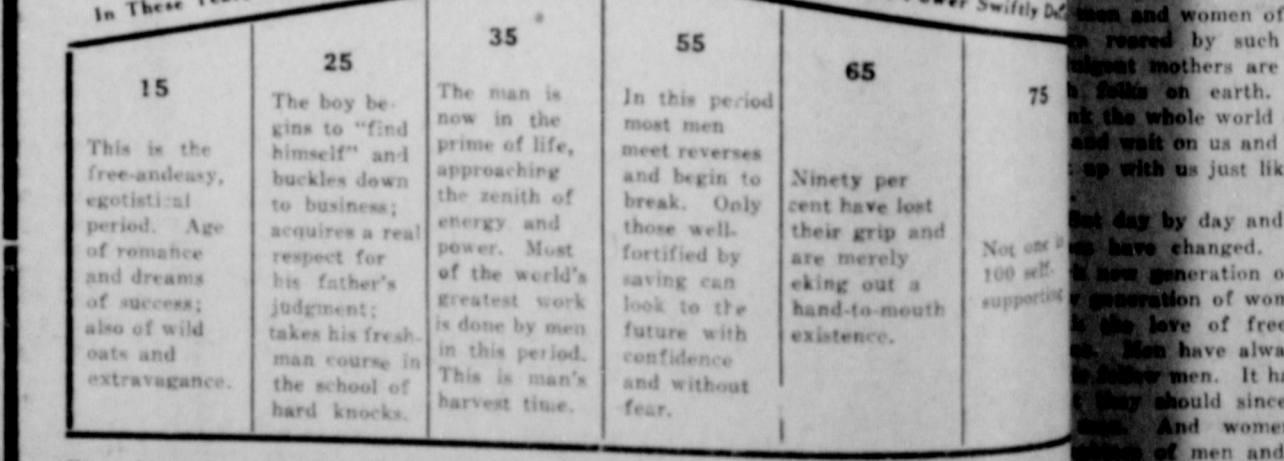 In These
Swiftly
15
This is the
free-andeasy,
egotistical
period. Age
of romance
and dreams
of success;
also of wild
oats and
extravagance.
25
The boy be-
gins to "find
himself" and
buckles down
to business;
acquires a real
respect for
his father's
judgment;
takes his fresh-
man course in
the school of
hard knocks.
35
The man is
now in the
prime of life,
approaching
the zenith of
energy and
power. Most
of the world's
greatest work
is done by men
in this period.
This is man's
harvest time.
55
In this period
most men
meet reverses
and begin to
break. Only
those well-
fortified by
saving can
look to the
future with
confidence
and without
fear.
65
Ninety per
cent have lost
their grip and
are merely
eking out a
hand-to-mouth
existence.
75
Not one in
100 self-
supporting
and women of
reared by such
mothers are
folks on earth.
the whole world
and wait on us and
up with us just lik
day by day and
have changed.
new generation o
generation of wom
the love of free
Men have alwa
men. It ha
they should since
And women
of men and